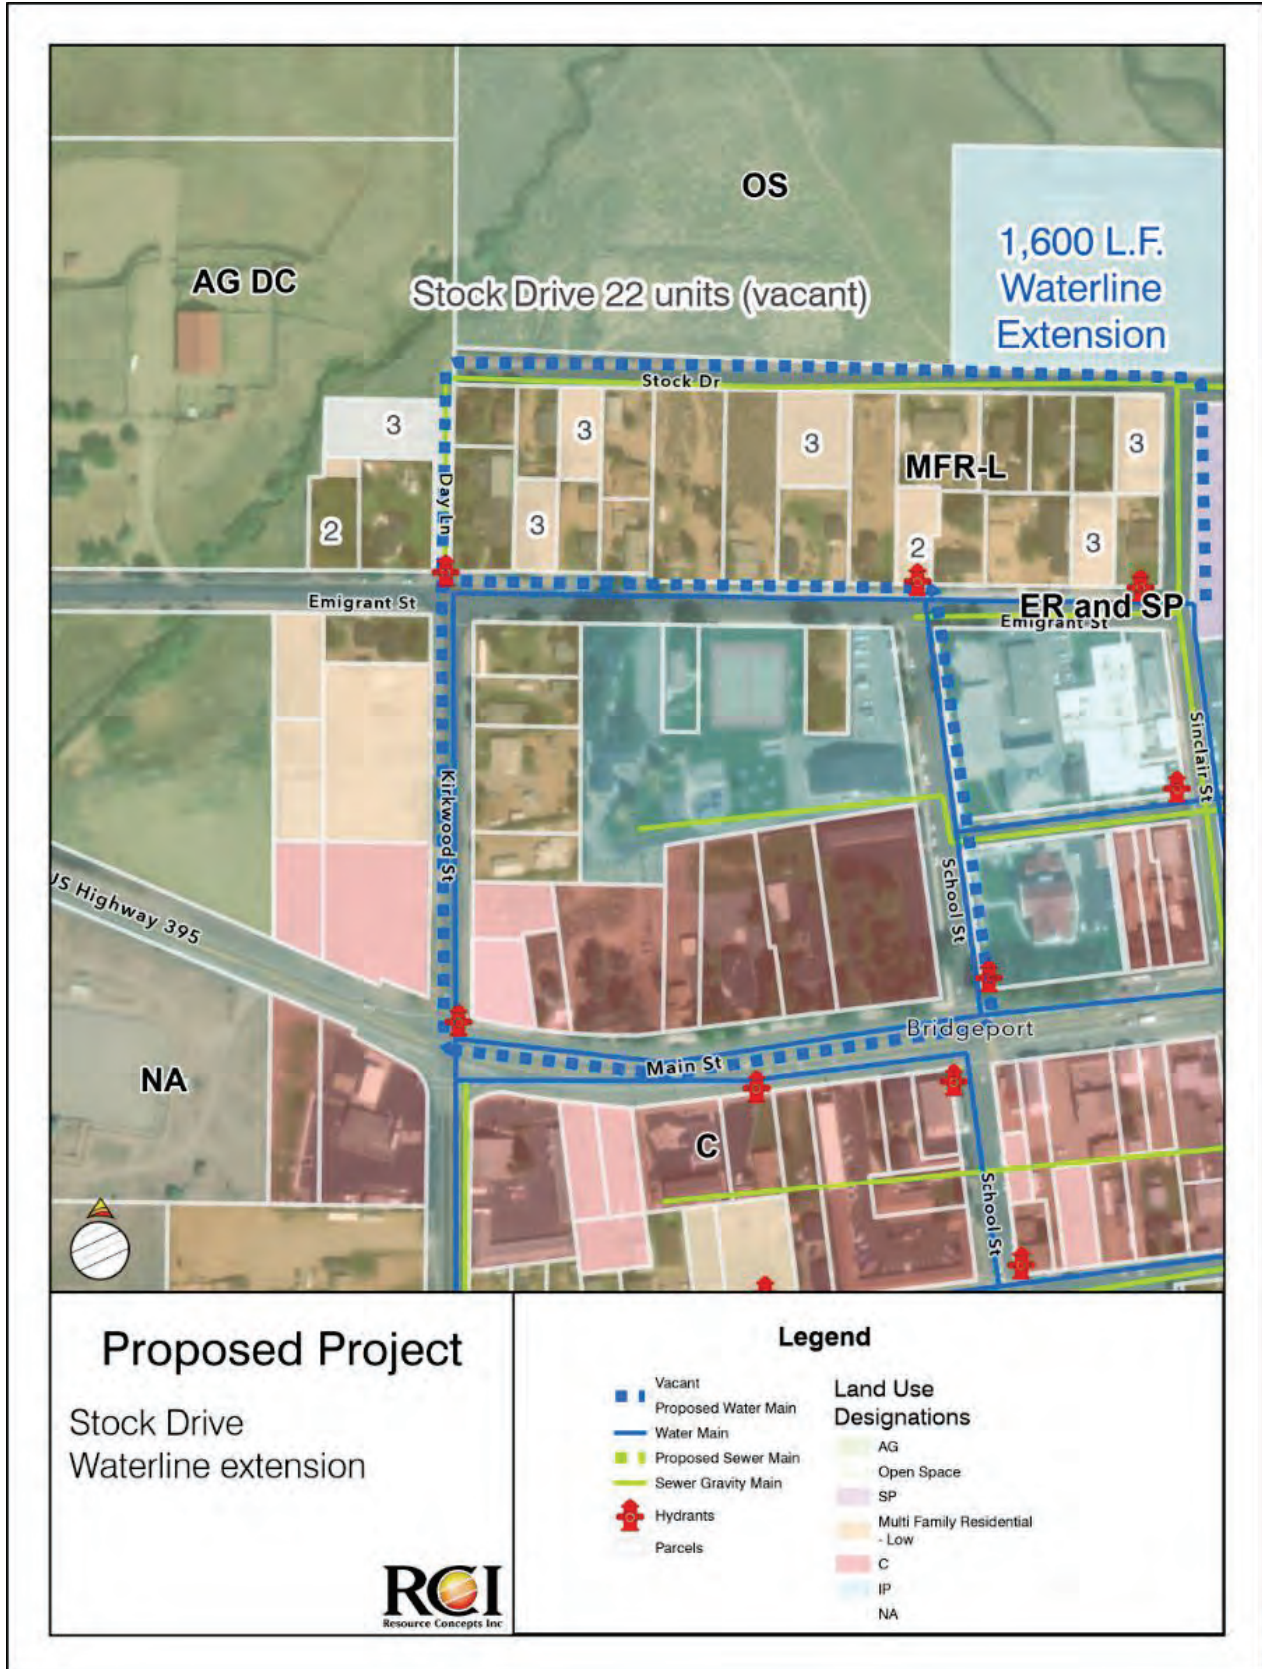 OS
AG DC
1,600 L.F.
Waterline
Extension
Stock Drive 22 units (vacant)
Stock Dr
3
3
3
3
MFR-L
Day Ln
2
3
2
3
Emigrant St
ER and SP
Emigrant St
Sinclair St
Kirkwood St
School St
US Highway 395
Bridgeport
Main St
NA
C
School St
Proposed Project
Stock Drive
Waterline extension
RCI
Resource Concepts Inc
Legend
Vacant
Proposed Water Main
Water Main
Proposed Sewer Main
Sewer Gravity Main
Hydrants
Parcels
Land Use
Designations
AG
Open Space
SP
Multi Family Residential
- Low
C
IP
NA